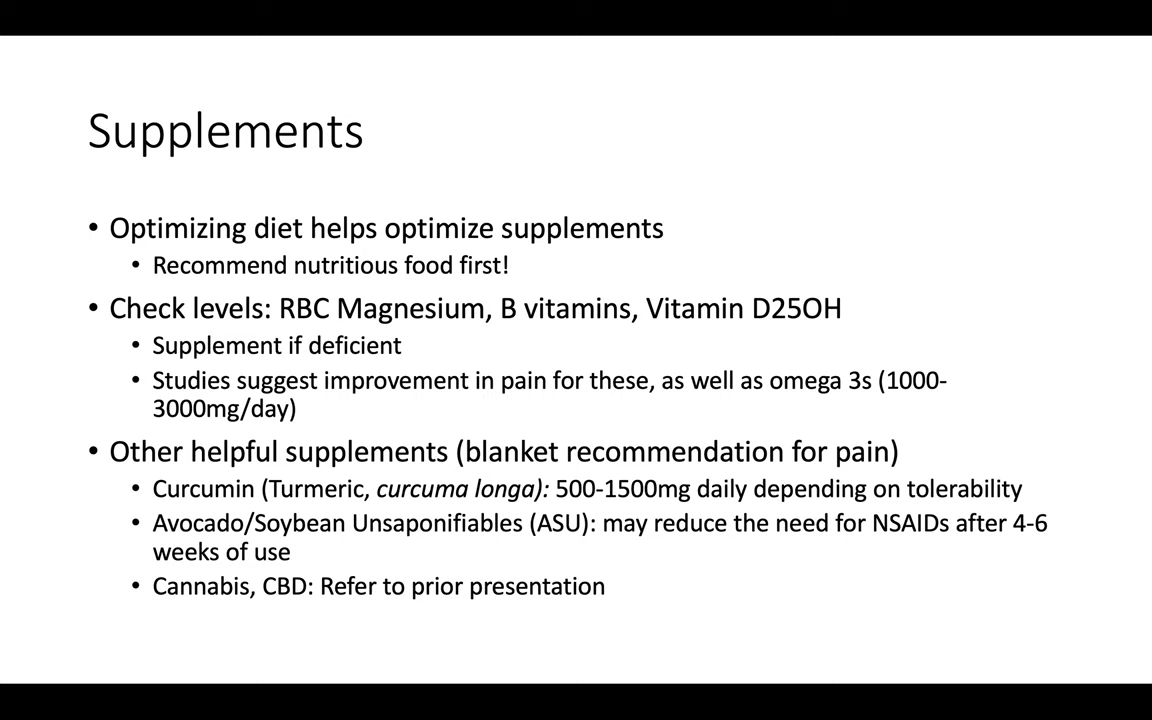 Supplements
• Optimizing diet helps optimize supplements
• Recommend nutritious food first!
• Check levels: RBC Magnesium, B vitamins, Vitamin D25OH
• Supplement if deficient
• Studies suggest improvement in pain for these, as well as omega 3s (1000-
3000mg/day)
• Other helpful supplements (blanket recommendation for pain)
• Curcumin (Turmeric, curcuma longa): 500-1500mg daily depending on tolerability
• Avocado/Soybean Unsaponifiables (ASU): may reduce the need for NSAIDs after 4-6
weeks of use
• Cannabis, CBD: Refer to prior presentation